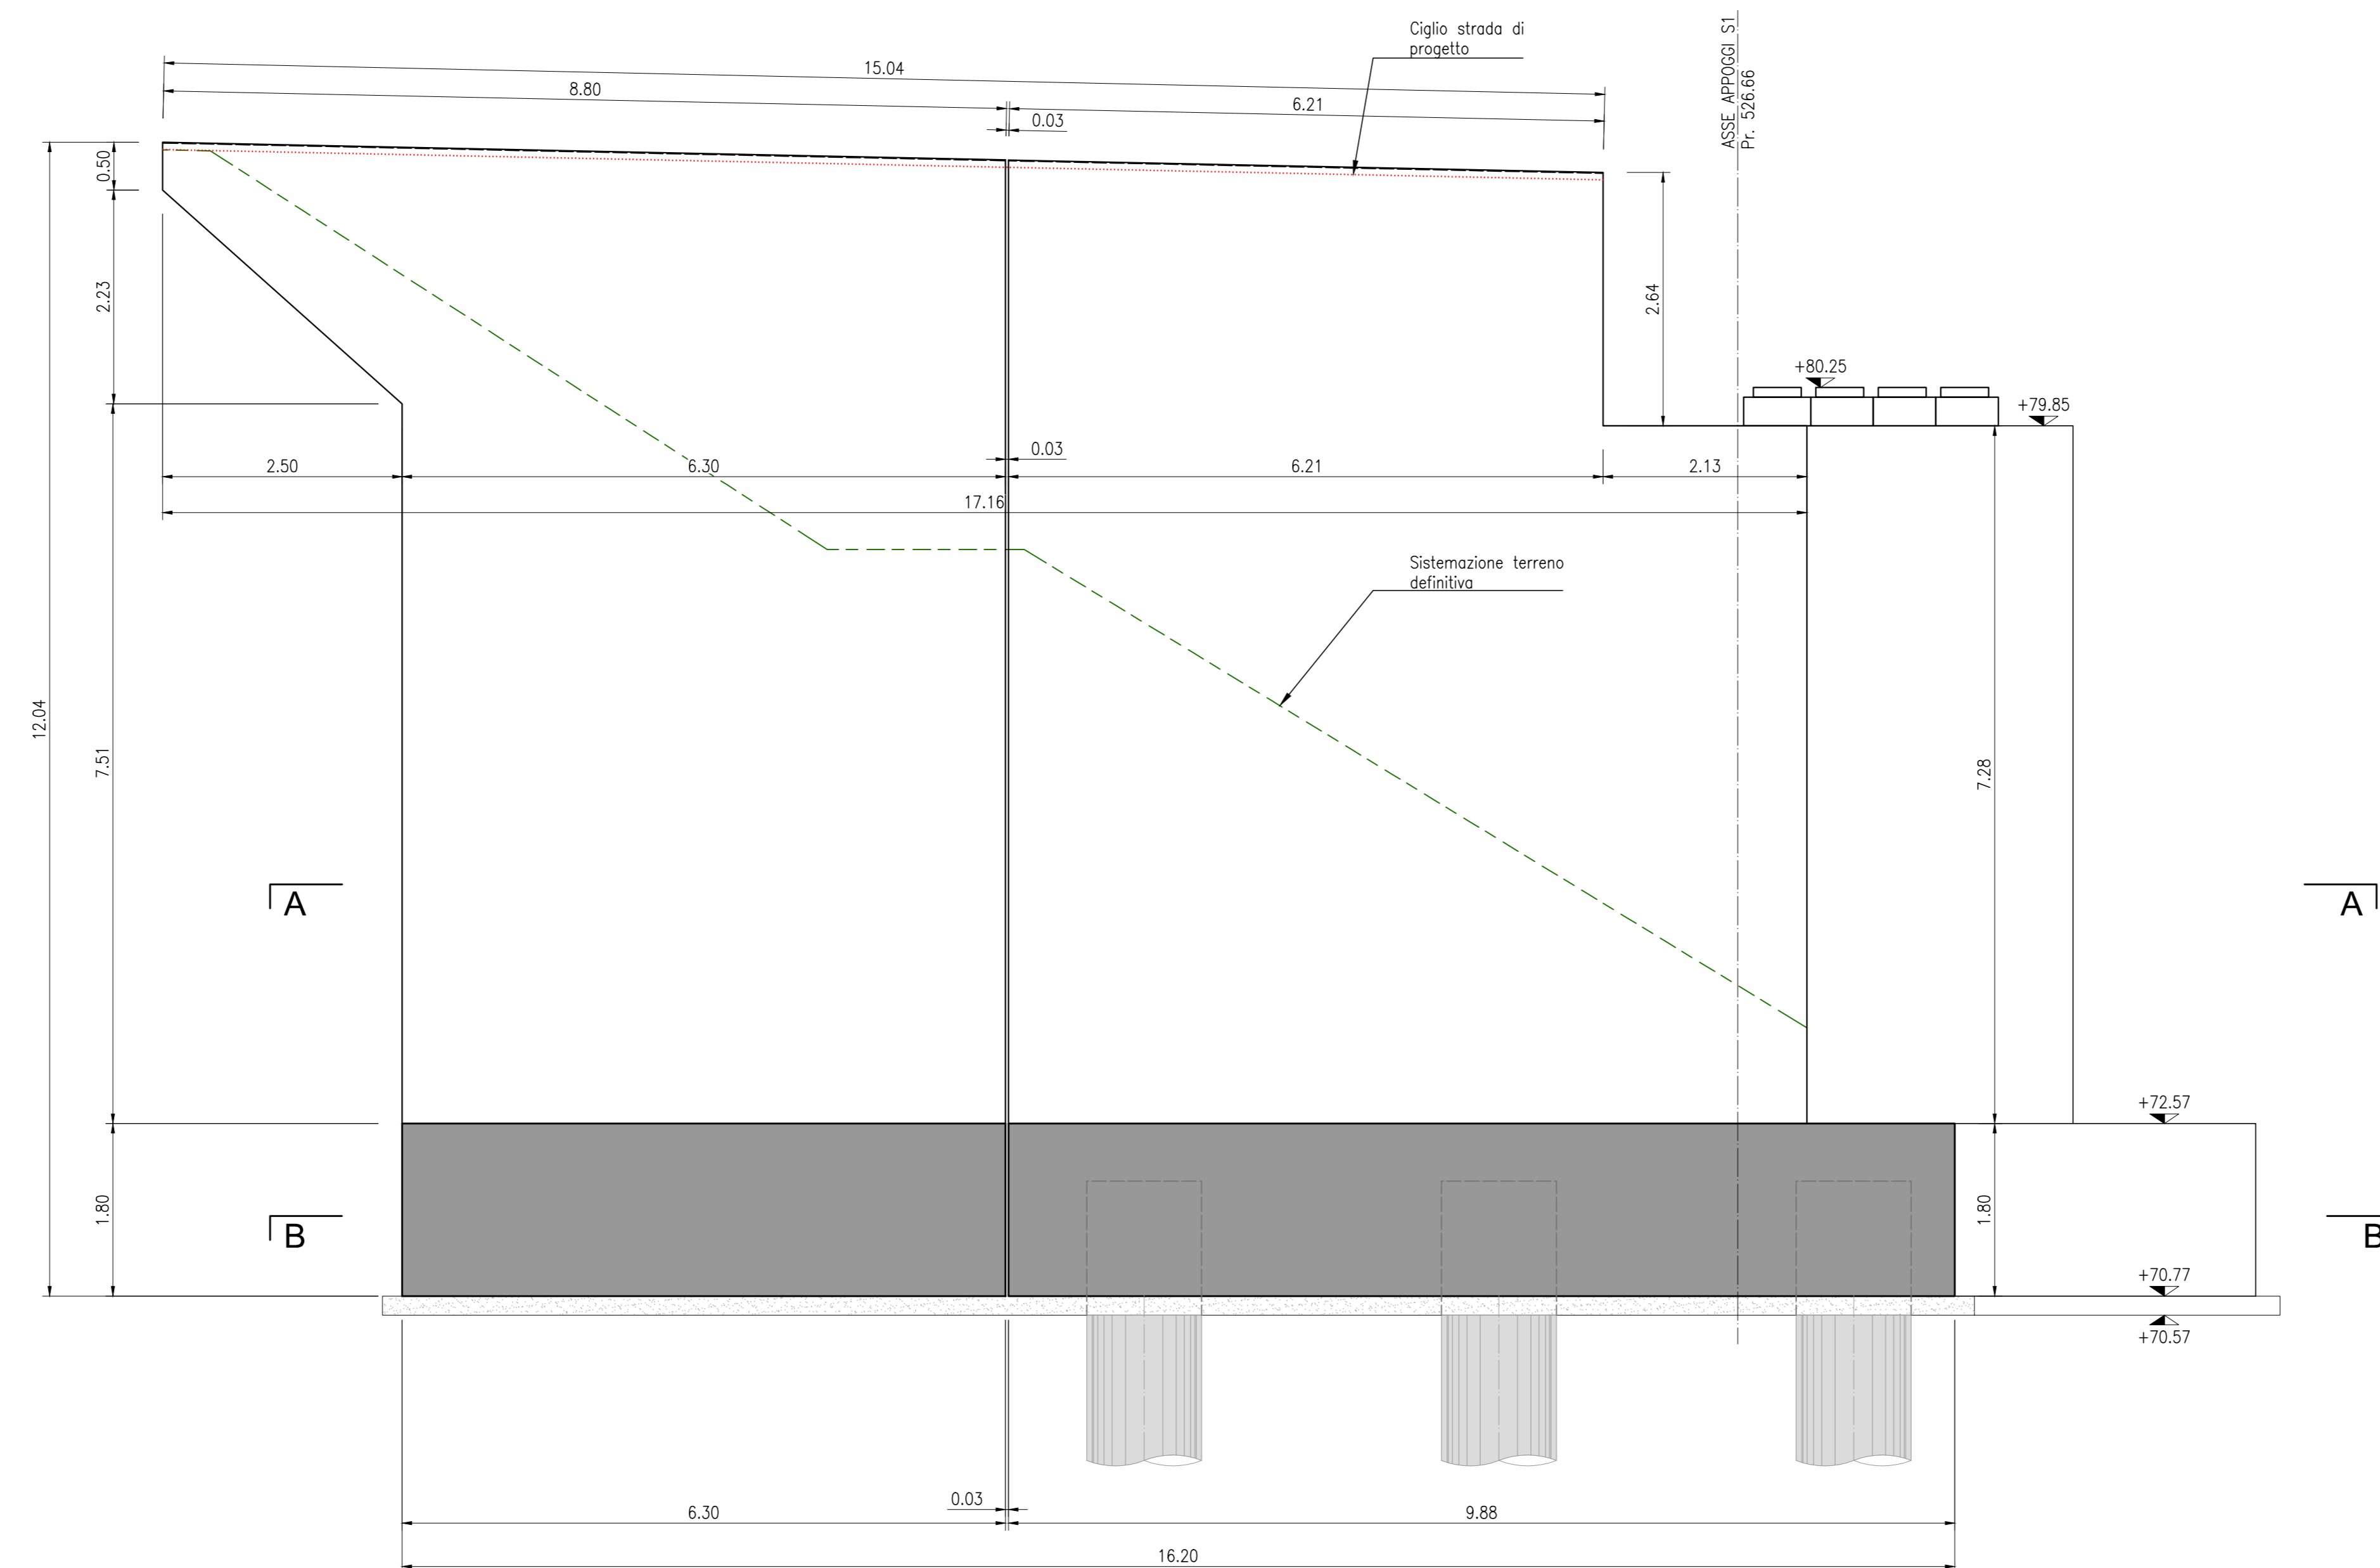 Ciglio strada di
progetto
ASSE APPOGGI S1
Pr. 526.66
15.04
8.80
6.21
0.03
0.50
2.23
2.64
+80.25
+79.85
0.03
2.50
6.30
6.21
2.13
17.16
Sistemazione terreno
definitiva
12.04
7.51
7.28
A
A
+72.57
1.80
1.80
B
B
+70.77
+70.57
0.03
6.30
9.88
16.20